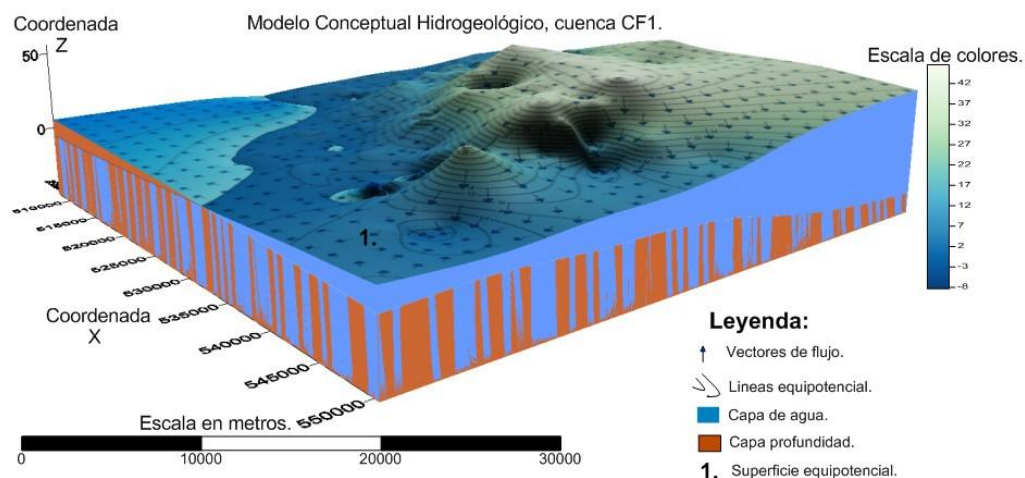 Modelo Conceptual Hidrogeológico, cuenca CF1.
Coordenada
Z
50
0
Escala de colores.
42
37
32
27
22
17
12
7
2
-3
-8
1.
510000
515000
520000
525000
530000
535000
540000
545000
550000
Coordenada
X
Leyenda:
Vectores de flujo.
Lineas equipotencial.
Capa de agua.
Capa profundidad.
1. Superficie equipotencial.
Escala en metros.
0 10000 20000 30000